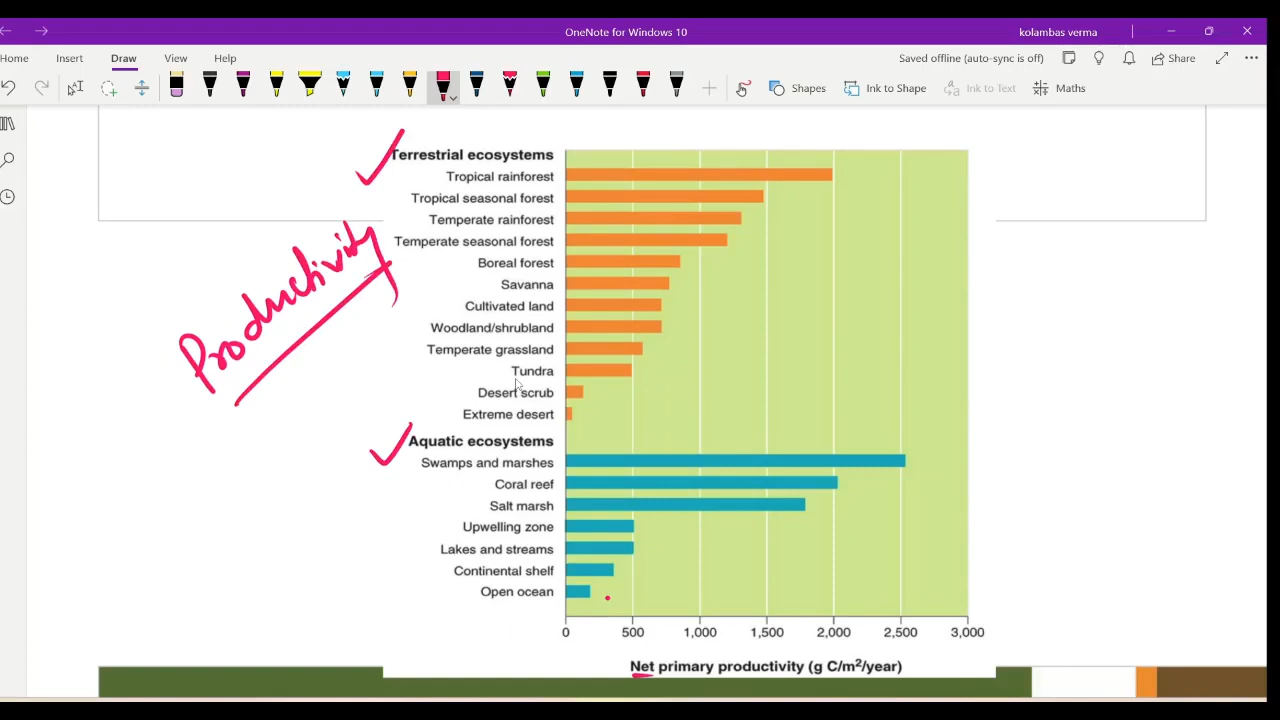 OneNote for Windows 10
kolambas verma
Home Insert Draw View Help
Saved offline (auto-sync is off)
Share
Shapes
Ink to Shape
Ink to Text
Maths
Productivity
Terrestrial ecosystems
Tropical rainforest
Tropical seasonal forest
Temperate rainforest
Temperate seasonal forest
Boreal forest
Savanna
Cultivated land
Woodland/shrubland
Temperate grassland
Tundra
Desert scrub
Extreme desert
Aquatic ecosystems
Swamps and marshes
Coral reef
Salt marsh
Upwelling zone
Lakes and streams
Continental shelf
Open ocean
0 500 1,000 1,500 2,000 2,500 3,000
Net primary productivity (g C/m²/year)